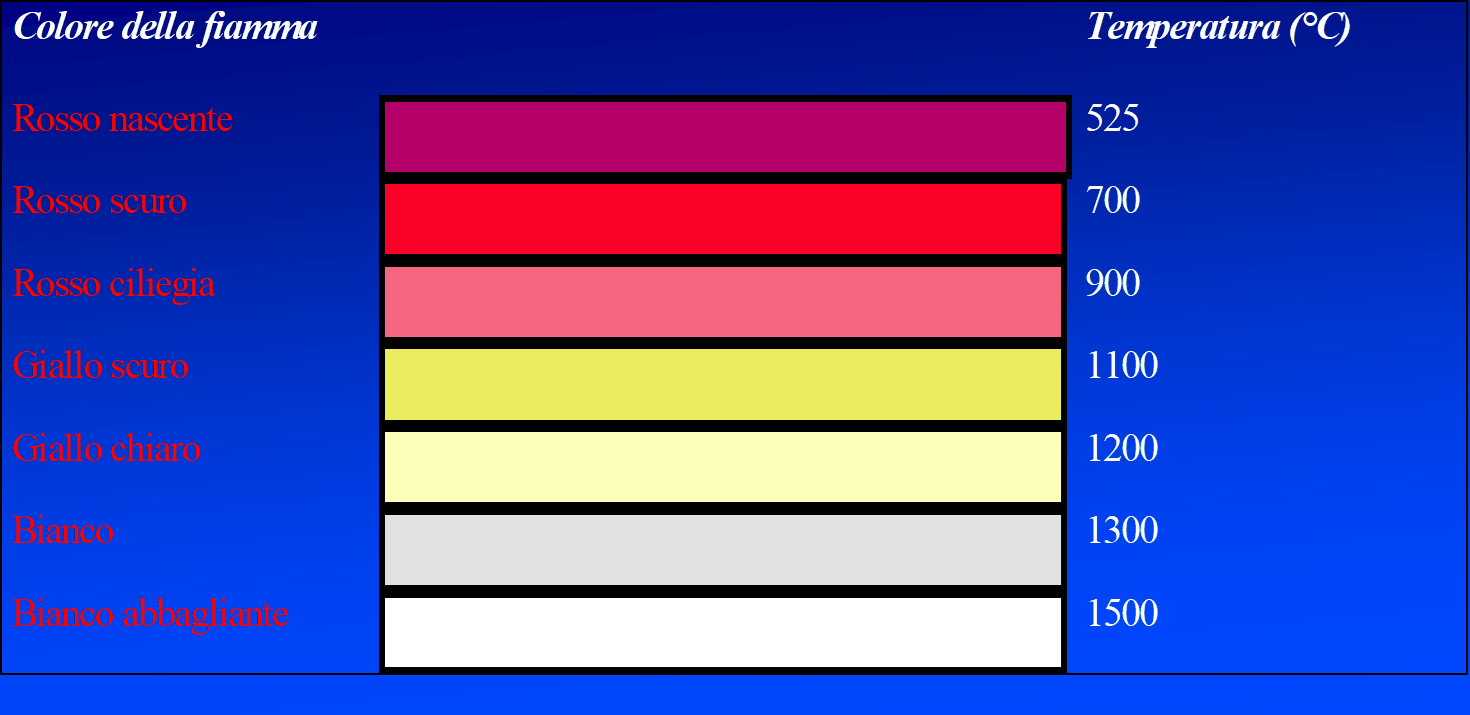 Colore della fiamma Temperatura (°C)
Rosso nascente 525
Rosso scuro 700
Rosso ciliegia 900
Giallo scuro 1100
Giallo chiaro 1200
Bianco 1300
Bianco abbagliante 1500